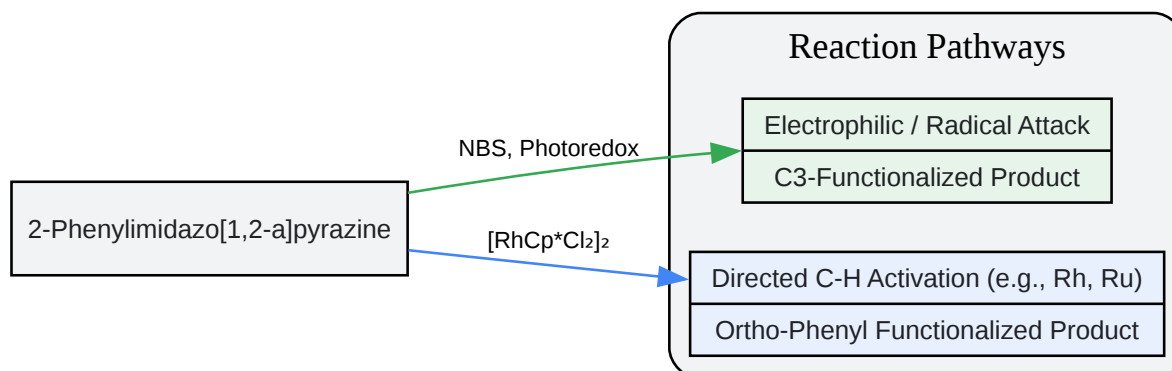 Reaction Pathways
Electrophilic / Radical Attack
NBS, Photoredox
C3-Functionalized Product
2-Phenylimidazo[1,2-a]pyrazine
[RhCp*Cl₂]₂
Directed C-H Activation (e.g., Rh, Ru)
Ortho-Phenyl Functionalized Product